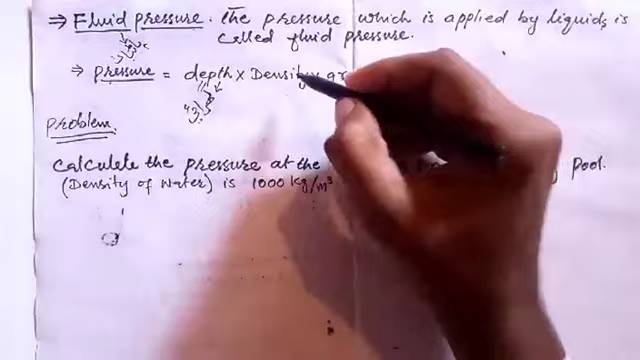 ⇒ Fluid pressure. The pressure which is applied by liquids is
called fluid pressure.
⇒ pressure = depth x Density x gr
problem.
Calculate the pressure at the pool.
(Density of water) is 1000 kg/m³